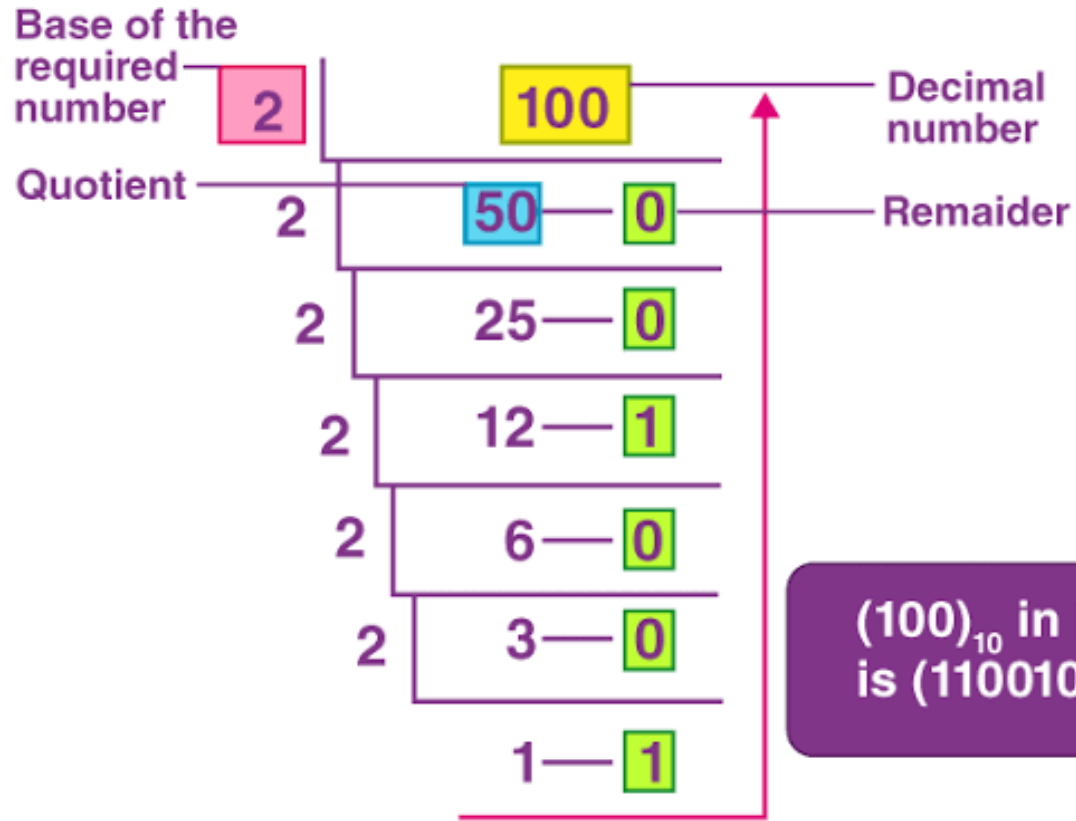 Base of the
required
number
2 100
Decimal
number
Quotient
2 50 — 0
Remaider
2 25 — 0
2 12 — 1
2 6 — 0
2 3 — 0
1 — 1
(100)₁₀ in
is (110010